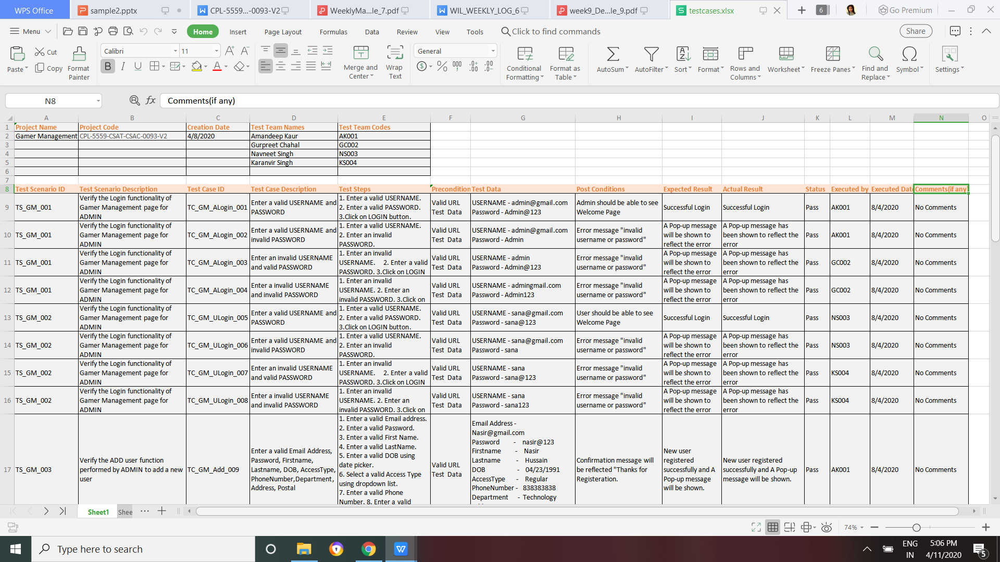 WPS Office
sample2.pptx
CPL-5559...-0093-V2
WeeklyMa...le_7.pdf
WIL_WEEKLY_LOG_6
week9_De...le_9.pdf
testcases.xlsx
6
Go Premium
Menu
Home
Insert
Page Layout
Formulas
Data
Review
View
Tools
Click to find commands
Share
Paste
Cut
Copy
Format Painter
Calibri
11
Merge and Center
Wrap Text
General
Conditional Formatting
Format as Table
AutoSum
AutoFilter
Sort
Format
Rows and Columns
Worksheet
Freeze Panes
Find and Replace
Symbol
Settings
N8
Comments(if any)
A B C D E F G H I J K L M N O
1 Project Name Project Code Creation Date Test Team Names Test Team Codes
2 Gamer Management CPL-5559-CSAT-CSAC-0093-V2 4/8/2020 Amandeep Kaur AK001
3 Gurpreet Chahal GC002
4 Navneet Singh NS003
5 Karanvir Singh KS004
6
7
8 Test Scenario ID Test Scenario Description Test Case ID Test Case Description Test Steps Precondition Test Data Post Conditions Expected Result Actual Result Status Executed by Executed Date Comments(if any
9 TS_GM_001 Verify the Login functionality of Gamer Management page for ADMIN TC_GM_ALogin_001 Enter a valid USERNAME and PASSWORD 1. Enter a valid USERNAME. 2. Enter a valid PASSWORD. 3.Click on LOGIN button. Valid URL Test Data USERNAME - admin@gmail.com Password - Admin@123 Admin should be able to see Welcome Page Successful Login Successful Login Pass AK001 8/4/2020 No Comments
10 TS_GM_001 Verify the Login functionality of Gamer Management page for ADMIN TC_GM_ALogin_002 Enter a valid USERNAME and invalid PASSWORD 1. Enter a valid USERNAME. 2. Enter an invalid PASSWORD. Valid URL Test Data USERNAME - admin@gmail.com Password - Admin Error message "invalid username or password" A Pop-up message will be shown to reflect the error A Pop-up message has been shown to reflect the error Pass AK001 8/4/2020 No Comments
11 TS_GM_001 Verify the Login functionality of Gamer Management page for ADMIN TC_GM_ALogin_003 Enter an invalid USERNAME and valid PASSWORD 1. Enter an invalid USERNAME. 2. Enter a valid PASSWORD. 3.Click on LOGIN Valid URL Test Data USERNAME - admin Password - Admin@123 Error message "invalid username or password" A Pop-up message will be shown to reflect the error A Pop-up message has been shown to reflect the error Pass GC002 8/4/2020 No Comments
12 TS_GM_001 Verify the Login functionality of Gamer Management page for ADMIN TC_GM_ALogin_004 Enter a invalid USERNAME and invalid PASSWORD 1. Enter an invalid USERNAME. 2. Enter an invalid PASSWORD. 3.Click on Valid URL Test Data USERNAME - admingmail.com Password - Admin123 Error message "invalid username or password" A Pop-up message will be shown to reflect the error A Pop-up message has been shown to reflect the error Pass GC002 8/4/2020 No Comments
13 TS_GM_002 Verify the Login functionality of Gamer Management page for ADMIN TC_GM_ULogin_005 Enter a valid USERNAME and PASSWORD 1. Enter a valid USERNAME. 2. Enter a valid PASSWORD. 3.Click on LOGIN button. Valid URL Test Data USERNAME - sana@gmail.com Password - sana@123 User should be able to see Welcome Page Successful Login Successful Login Pass NS003 8/4/2020 No Comments
14 TS_GM_002 Verify the Login functionality of Gamer Management page for ADMIN TC_GM_ULogin_006 Enter a valid USERNAME and invalid PASSWORD 1. Enter a valid USERNAME. 2. Enter an invalid PASSWORD. Valid URL Test Data USERNAME - sana@gmail.com Password - sana Error message "invalid username or password" A Pop-up message will be shown to reflect the error A Pop-up message has been shown to reflect the error Pass NS003 8/4/2020 No Comments
15 TS_GM_002 Verify the Login functionality of Gamer Management page for ADMIN TC_GM_ULogin_007 Enter an invalid USERNAME and valid PASSWORD 1. Enter an invalid USERNAME. 2. Enter a valid PASSWORD. 3.Click on LOGIN Valid URL Test Data USERNAME - sana Password - sana@123 Error message "invalid username or password" A Pop-up message will be shown to reflect the error A Pop-up message has been shown to reflect the error Pass KS004 8/4/2020 No Comments
16 TS_GM_002 Verify the Login functionality of Gamer Management page for ADMIN TC_GM_ULogin_008 Enter a invalid USERNAME and invalid PASSWORD 1. Enter an invalid USERNAME. 2. Enter an invalid PASSWORD. 3.Click on Valid URL Test Data USERNAME - sana Password - sana123 Error message "invalid username or password" A Pop-up message will be shown to reflect the error A Pop-up message has been shown to reflect the error Pass KS004 8/4/2020 No Comments
17 TS_GM_003 Verify the ADD user function performed by ADMIN to add a new user TC_GM_Add_009 Enter a valid Email Address, Password, Firstname, Lastname, DOB, AccessType, PhoneNumber,Department, Address, Postal 1. Enter a valid Email address. 2. Enter a valid Password. 3. Enter a valid First Name. 4. Enter a valid LastName. 5. Enter a valid DOB using date picker. 6. Select a valid Access Type using dropdown list. 7. Enter a valid Phone Number. 8. Enter a valid Valid URL Test Data Email Address - Nasir@gmail.com Password - nasir@123 Firstname - Nasir Lastname - Hussain DOB - 04/23/1991 AccessType - Regular PhoneNumber - 838383838 Department - Technology Confirmation message will be reflected "Thanks for Registeration. New user registered successfully and A Pop-up message will be shown. New user registered successfully and A Pop-up message will be shown. Pass AK001 8/4/2020 No Comments
Sheet1
Shee
74%
Type here to search
ENG
IN
5:06 PM
4/11/2020
5